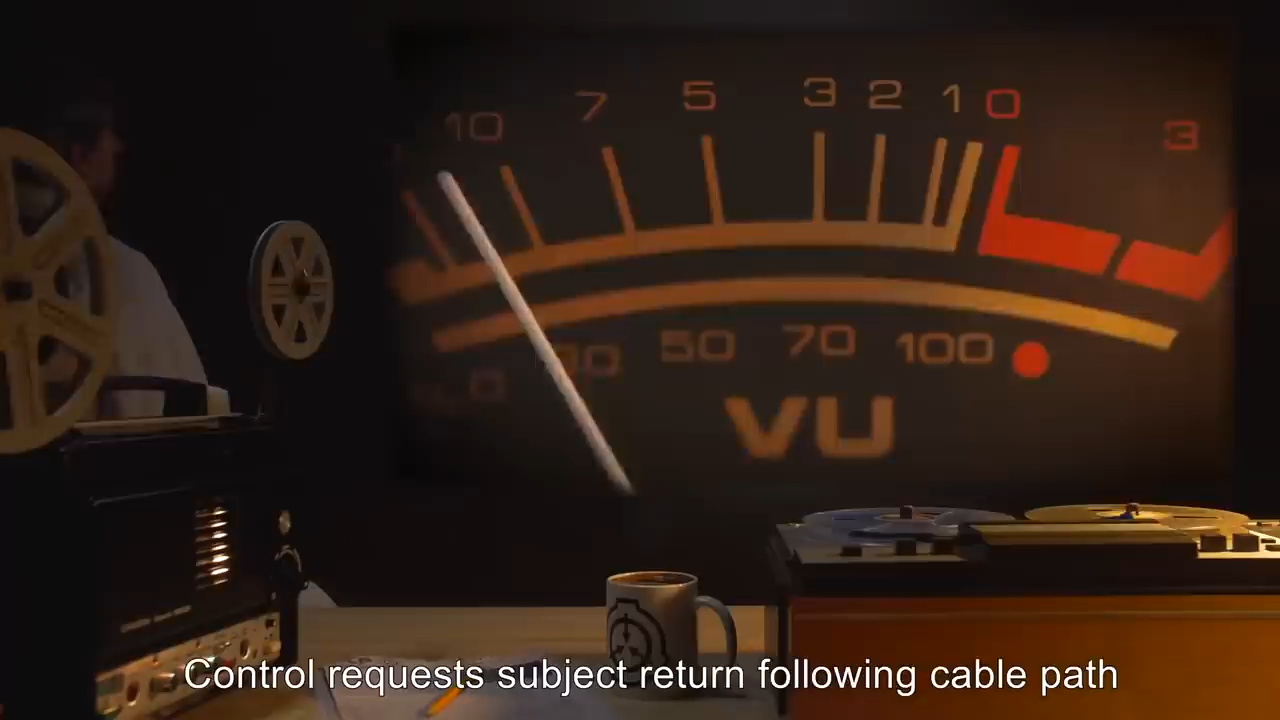 10 7 5 3 2 1 0 3
50 70 100
VU
Control requests subject return following cable path